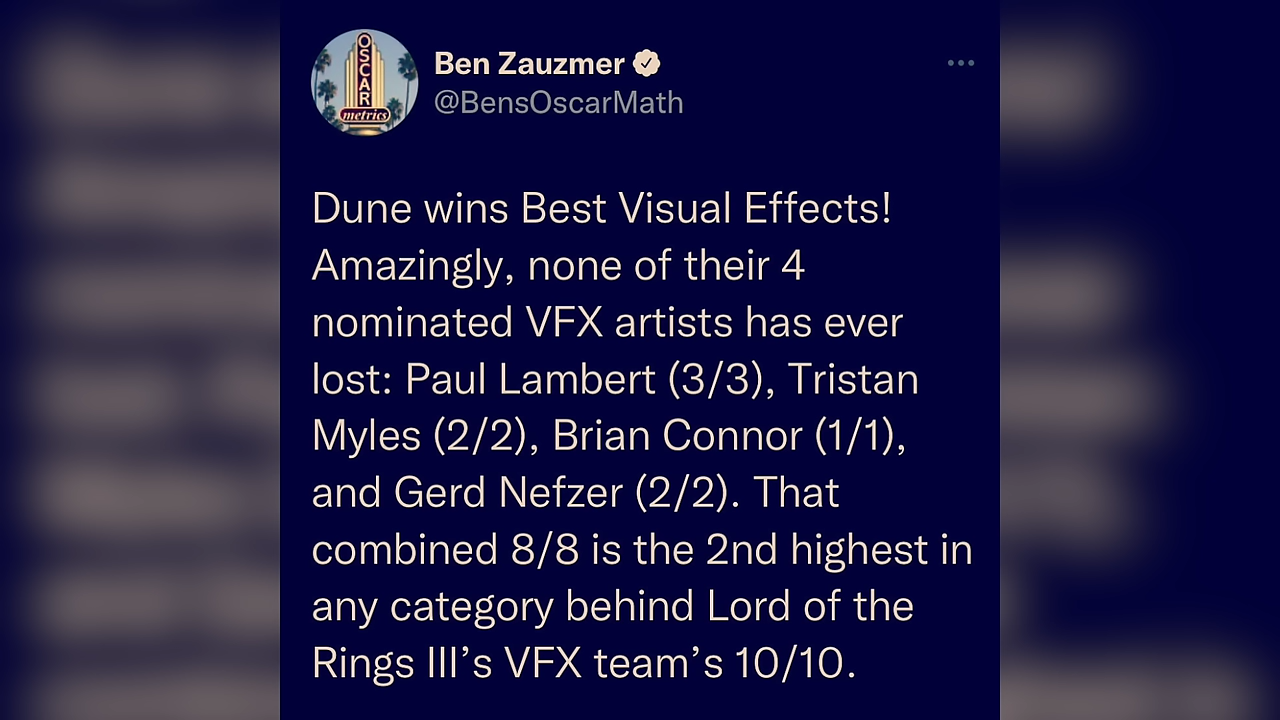 OSCAR
metrics
Ben Zauzmer
@BensOscarMath
Dune wins Best Visual Effects!
Amazingly, none of their 4
nominated VFX artists has ever
lost: Paul Lambert (3/3), Tristan
Myles (2/2), Brian Connor (1/1),
and Gerd Nefzer (2/2). That
combined 8/8 is the 2nd highest in
any category behind Lord of the
Rings III’s VFX team’s 10/10.